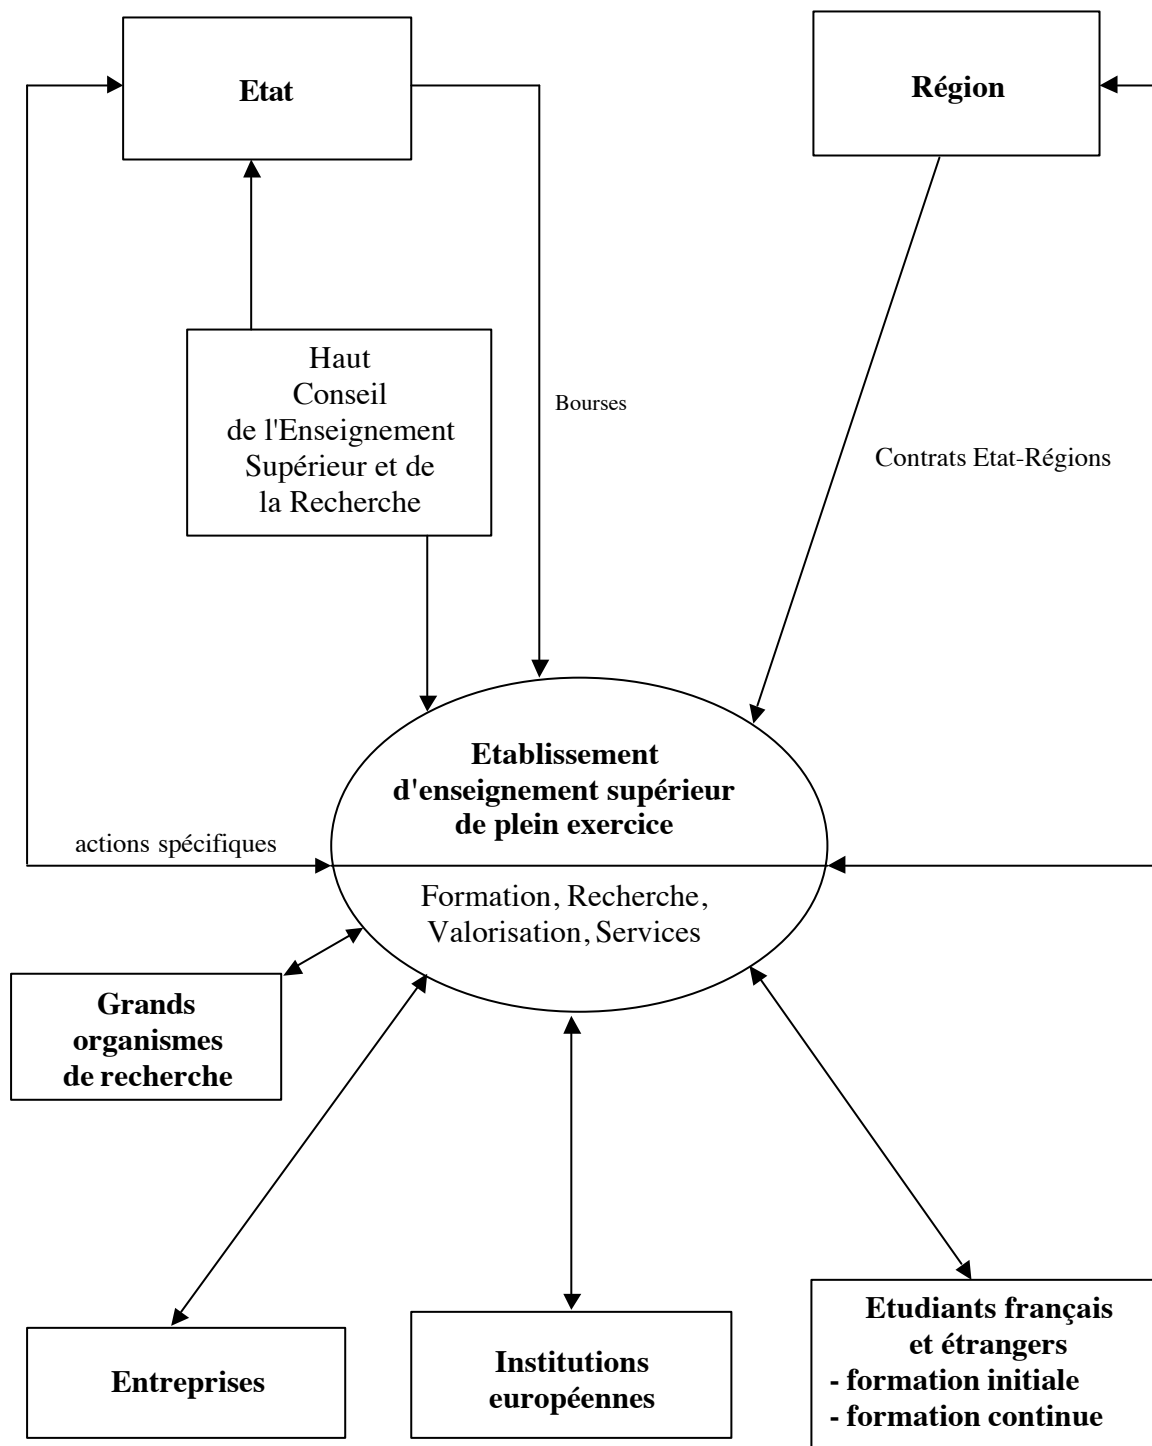 Etat
Région
Haut
Conseil
de l'Enseignement
Supérieur et de
la Recherche
Bourses
Contrats Etat-Régions
Etablissement
d'enseignement supérieur
de plein exercice
actions spécifiques
Formation, Recherche,
Valorisation, Services
Grands
organismes
de recherche
Entreprises
Institutions
européennes
Etudiants français
et étrangers
- formation initiale
- formation continue